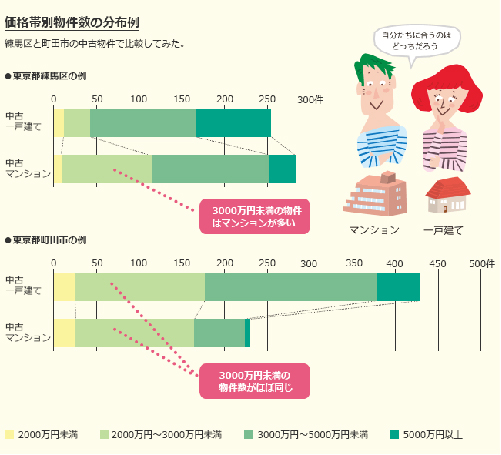 価格帯別物件数の分布例
練馬区と町田市の中古物件で比較してみた。
自分たちに合うのは
どっちだろう
●東京都練馬区の例
0 50 100 150 200 250 300件
中古
一戸建て
中古
マンション
3000万円未満の物件
はマンションが多い
マンション 一戸建て
●東京都町田市の例
0 50 100 150 200 250 300 350 400 450 500件
中古
一戸建て
中古
マンション
3000万円未満の
物件数がほぼ同じ
2000万円未満 2000万円～3000万円未満 3000万円～5000万円未満 5000万円以上